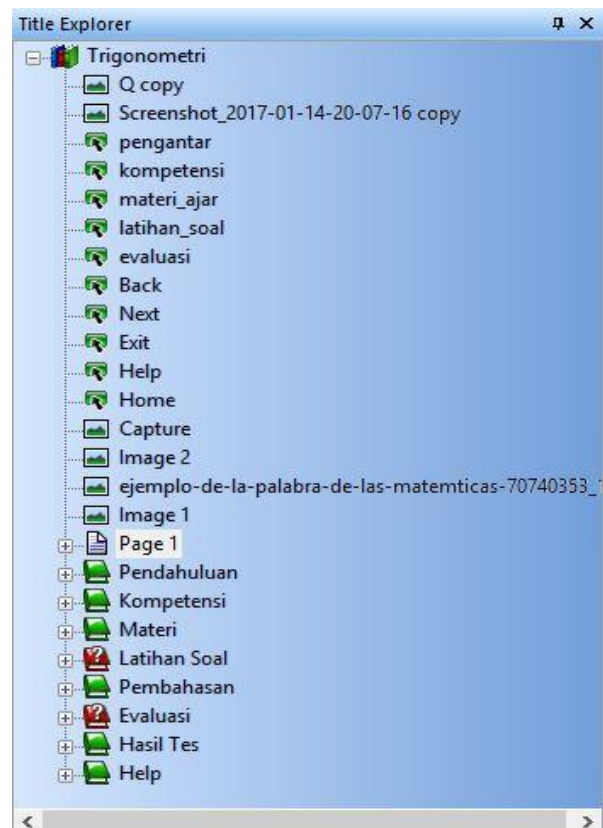 Title Explorer
Trigonometri
Q copy
Screenshot_2017-01-14-20-07-16 copy
pengantar
kompetensi
materi_ajar
latihan_soal
evaluasi
Back
Next
Exit
Help
Home
Capture
Image 2
ejemplo-de-la-palabra-de-las-matemticas-70740353_
Image 1
Page 1
Pendahuluan
Kompetensi
Materi
Latihan Soal
Pembahasan
Evaluasi
Hasil Tes
Help